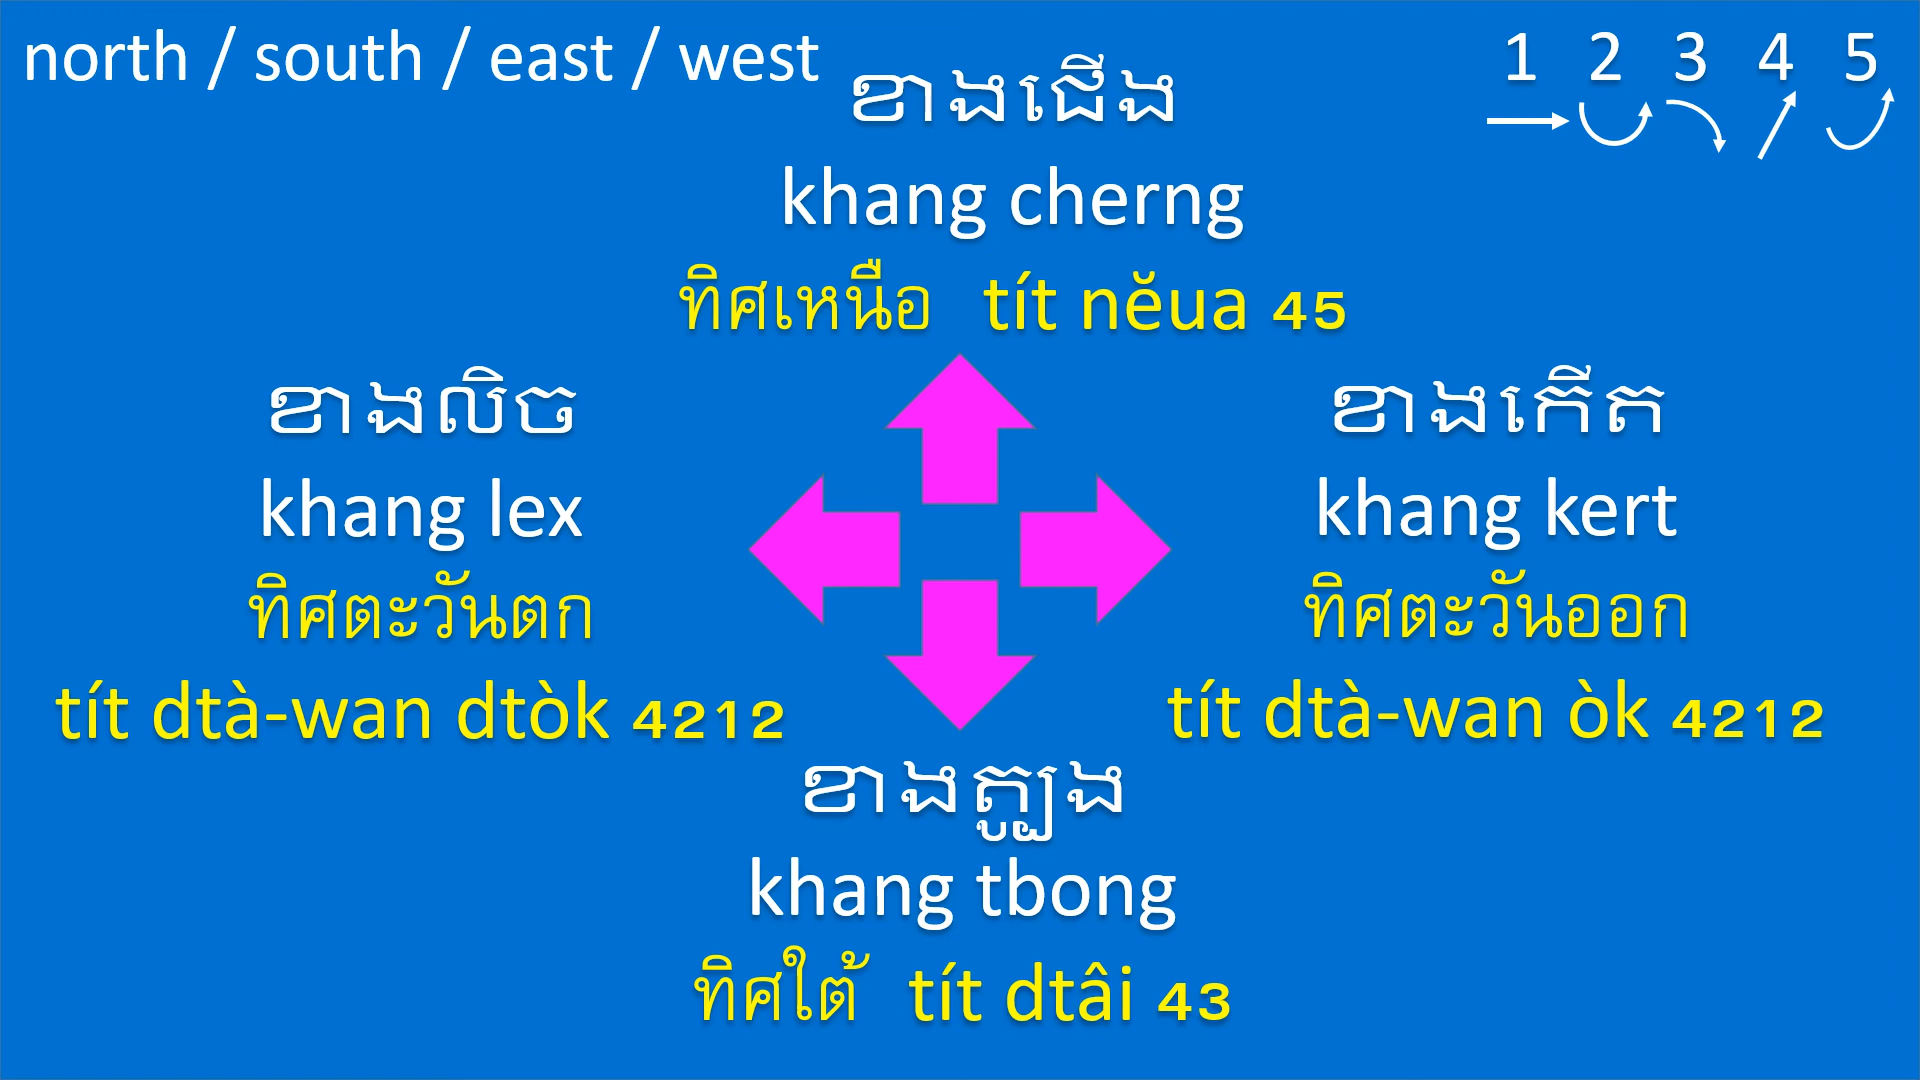 north / south / east / west
1 2 3 4 5
ខាងជើង
khang cherng
ทิศเหนือ tít nĕua 45
ខាងលិច
khang lex
ทิศตะวันตก
tít dtà-wan dtòk 4212
ខាងកើត
khang kert
ทิศตะวันออก
tít dtà-wan òk 4212
ខាងត្បូង
khang tbong
ทิศใต้ tít dtâi 43